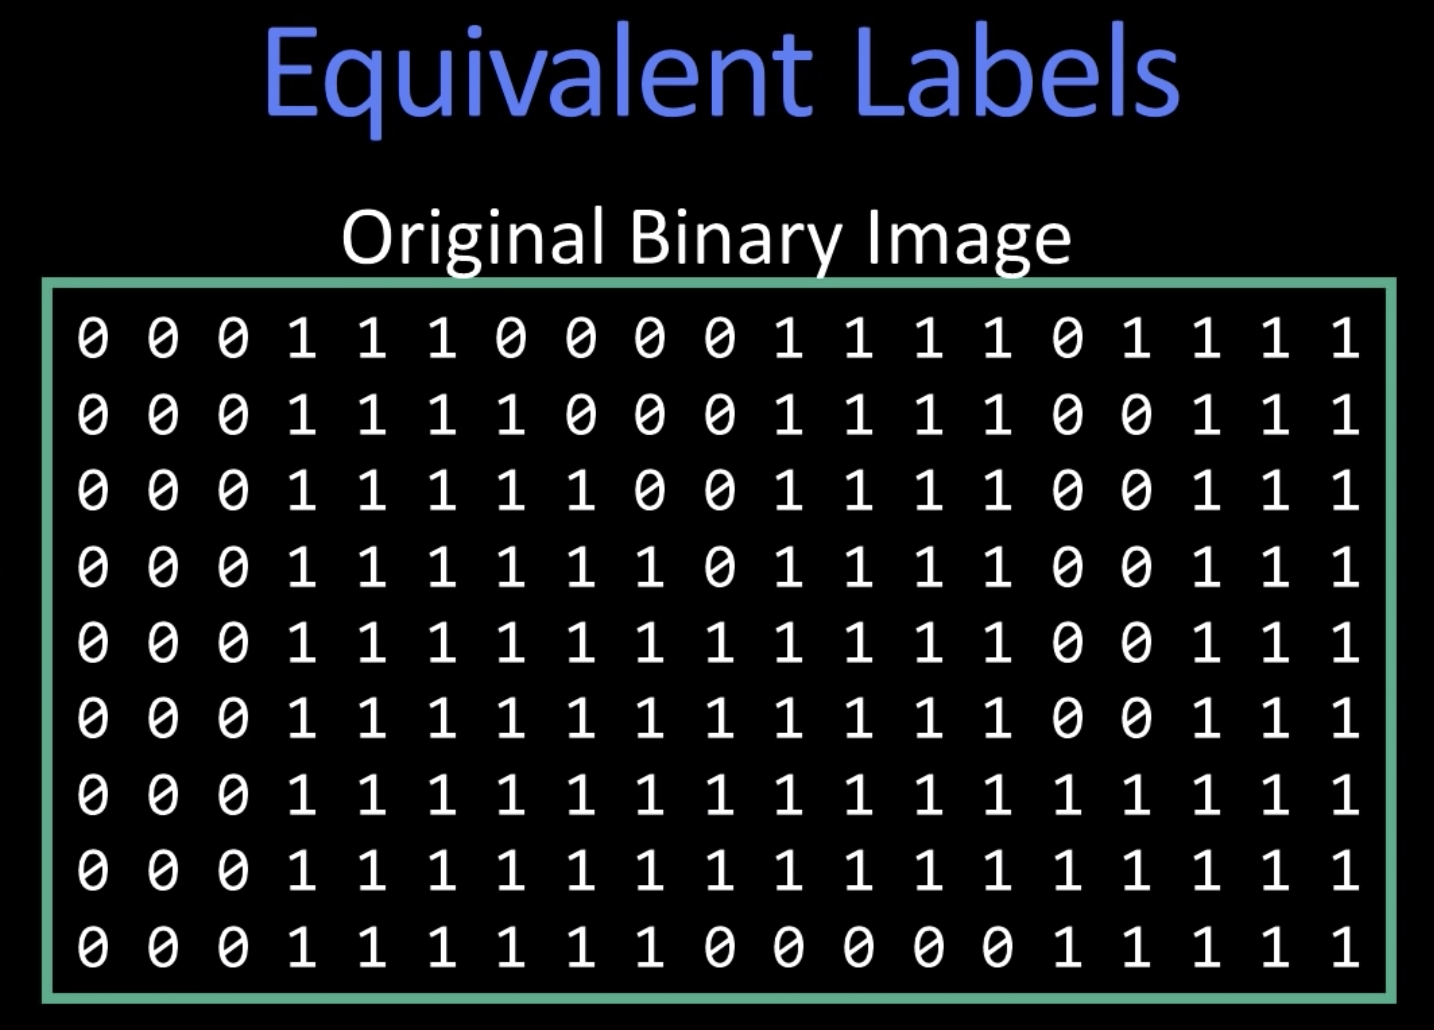 Equivalent Labels
Original Binary Image
0 0 0 1 1 1 0 0 0 0 1 1 1 1 0 1 1 1 1
0 0 0 1 1 1 1 0 0 0 1 1 1 1 0 0 1 1 1
0 0 0 1 1 1 1 1 0 0 1 1 1 1 0 0 1 1 1
0 0 0 1 1 1 1 1 1 0 1 1 1 1 0 0 1 1 1
0 0 0 1 1 1 1 1 1 1 1 1 1 1 0 0 1 1 1
0 0 0 1 1 1 1 1 1 1 1 1 1 1 0 0 1 1 1
0 0 0 1 1 1 1 1 1 1 1 1 1 1 1 1 1 1 1
0 0 0 1 1 1 1 1 1 1 1 1 1 1 1 1 1 1 1
0 0 0 1 1 1 1 1 1 0 0 0 0 0 1 1 1 1 1